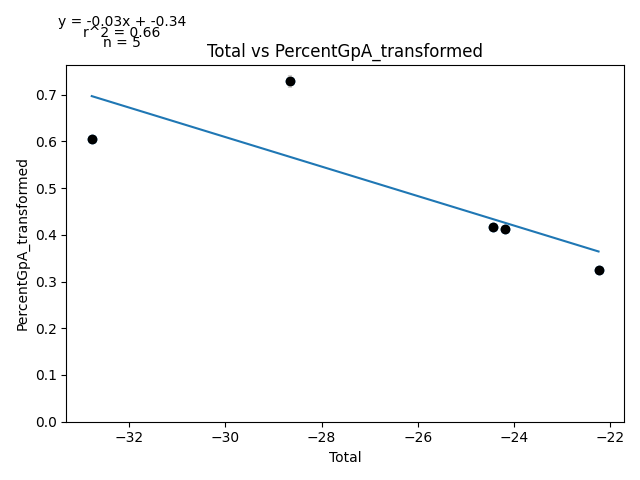 y = -0.03x + -0.34
r^2 = 0.66
n = 5
Total vs PercentGpA_transformed
PercentGpA_transformed
0.7
0.6
0.5
0.4
0.3
0.2
0.1
0.0
−32
−30
−28
−26
−24
−22
Total